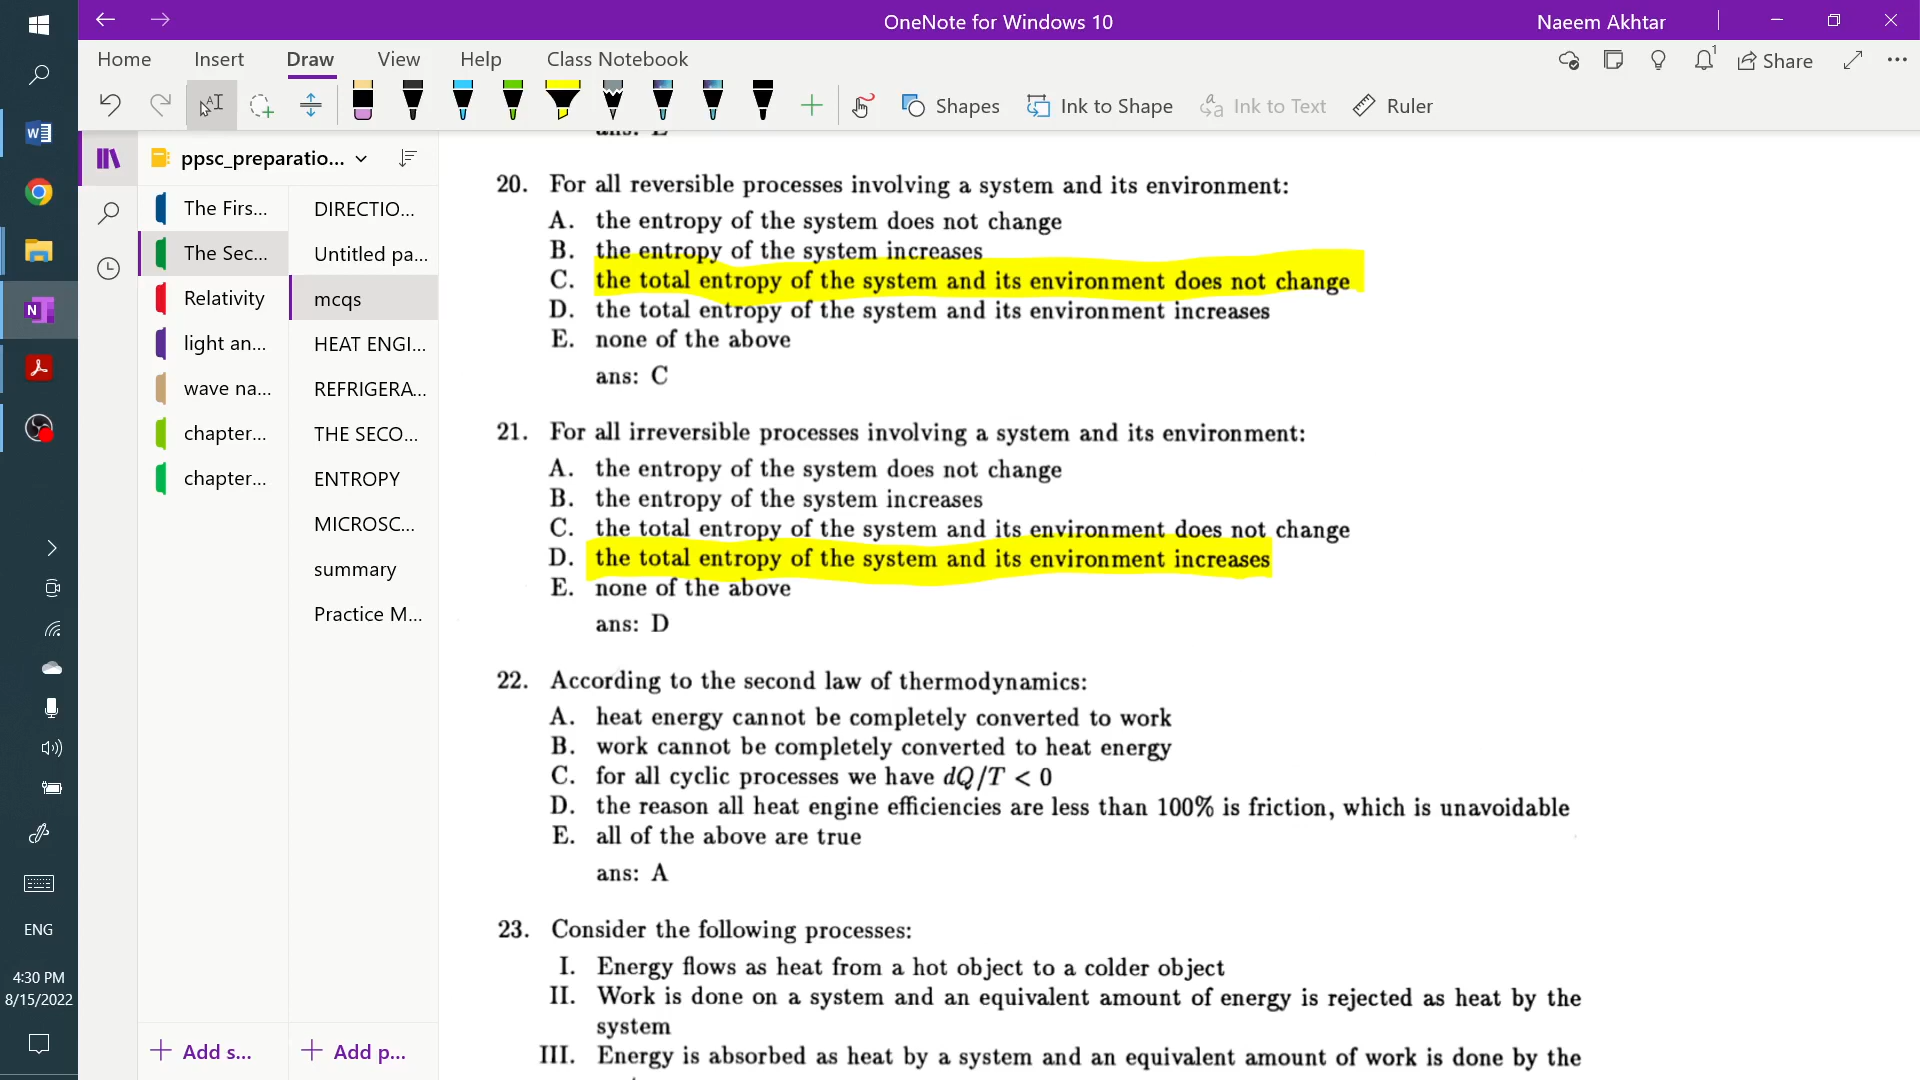 OneNote for Windows 10
Naeem Akhtar
Home Insert Draw View Help Class Notebook
1
Share
Shapes Ink to Shape Ink to Text Ruler
ppsc_preparatio...
The Firs...
The Sec...
Relativity
light an...
wave na...
chapter...
chapter...
Add s...
DIRECTIO...
Untitled pa...
mcqs
HEAT ENGI...
REFRIGERA...
THE SECO...
ENTROPY
MICROSC...
summary
Practice M...
Add p...
20. For all reversible processes involving a system and its environment:
A. the entropy of the system does not change
B. the entropy of the system increases
C. the total entropy of the system and its environment does not change
D. the total entropy of the system and its environment increases
E. none of the above
ans: C
21. For all irreversible processes involving a system and its environment:
A. the entropy of the system does not change
B. the entropy of the system increases
C. the total entropy of the system and its environment does not change
D. the total entropy of the system and its environment increases
E. none of the above
ans: D
22. According to the second law of thermodynamics:
A. heat energy cannot be completely converted to work
B. work cannot be completely converted to heat energy
C. for all cyclic processes we have dQ/T < 0
D. the reason all heat engine efficiencies are less than 100% is friction, which is unavoidable
E. all of the above are true
ans: A
23. Consider the following processes:
I. Energy flows as heat from a hot object to a colder object
II. Work is done on a system and an equivalent amount of energy is rejected as heat by the
system
III. Energy is absorbed as heat by a system and an equivalent amount of work is done by the
ENG
4:30 PM
8/15/2022